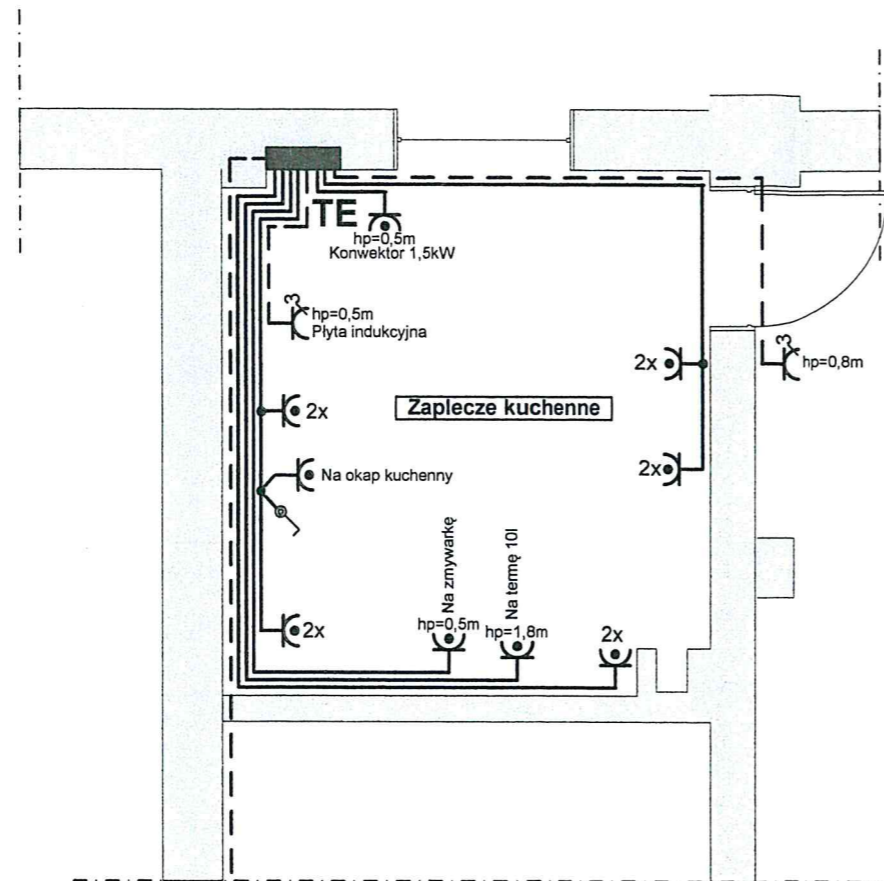 TE
hp=0,5m
Konwektor 1,5kW
3
hp=0,5m
Płyta indukcyjna
3
hp=0,8m
2x
2x
Zaplecze kuchenne
Na okap kuchenny
2x
2x
Na zmywarkę
hp=0,5m
Na termę 10l
hp=1,8m
2x